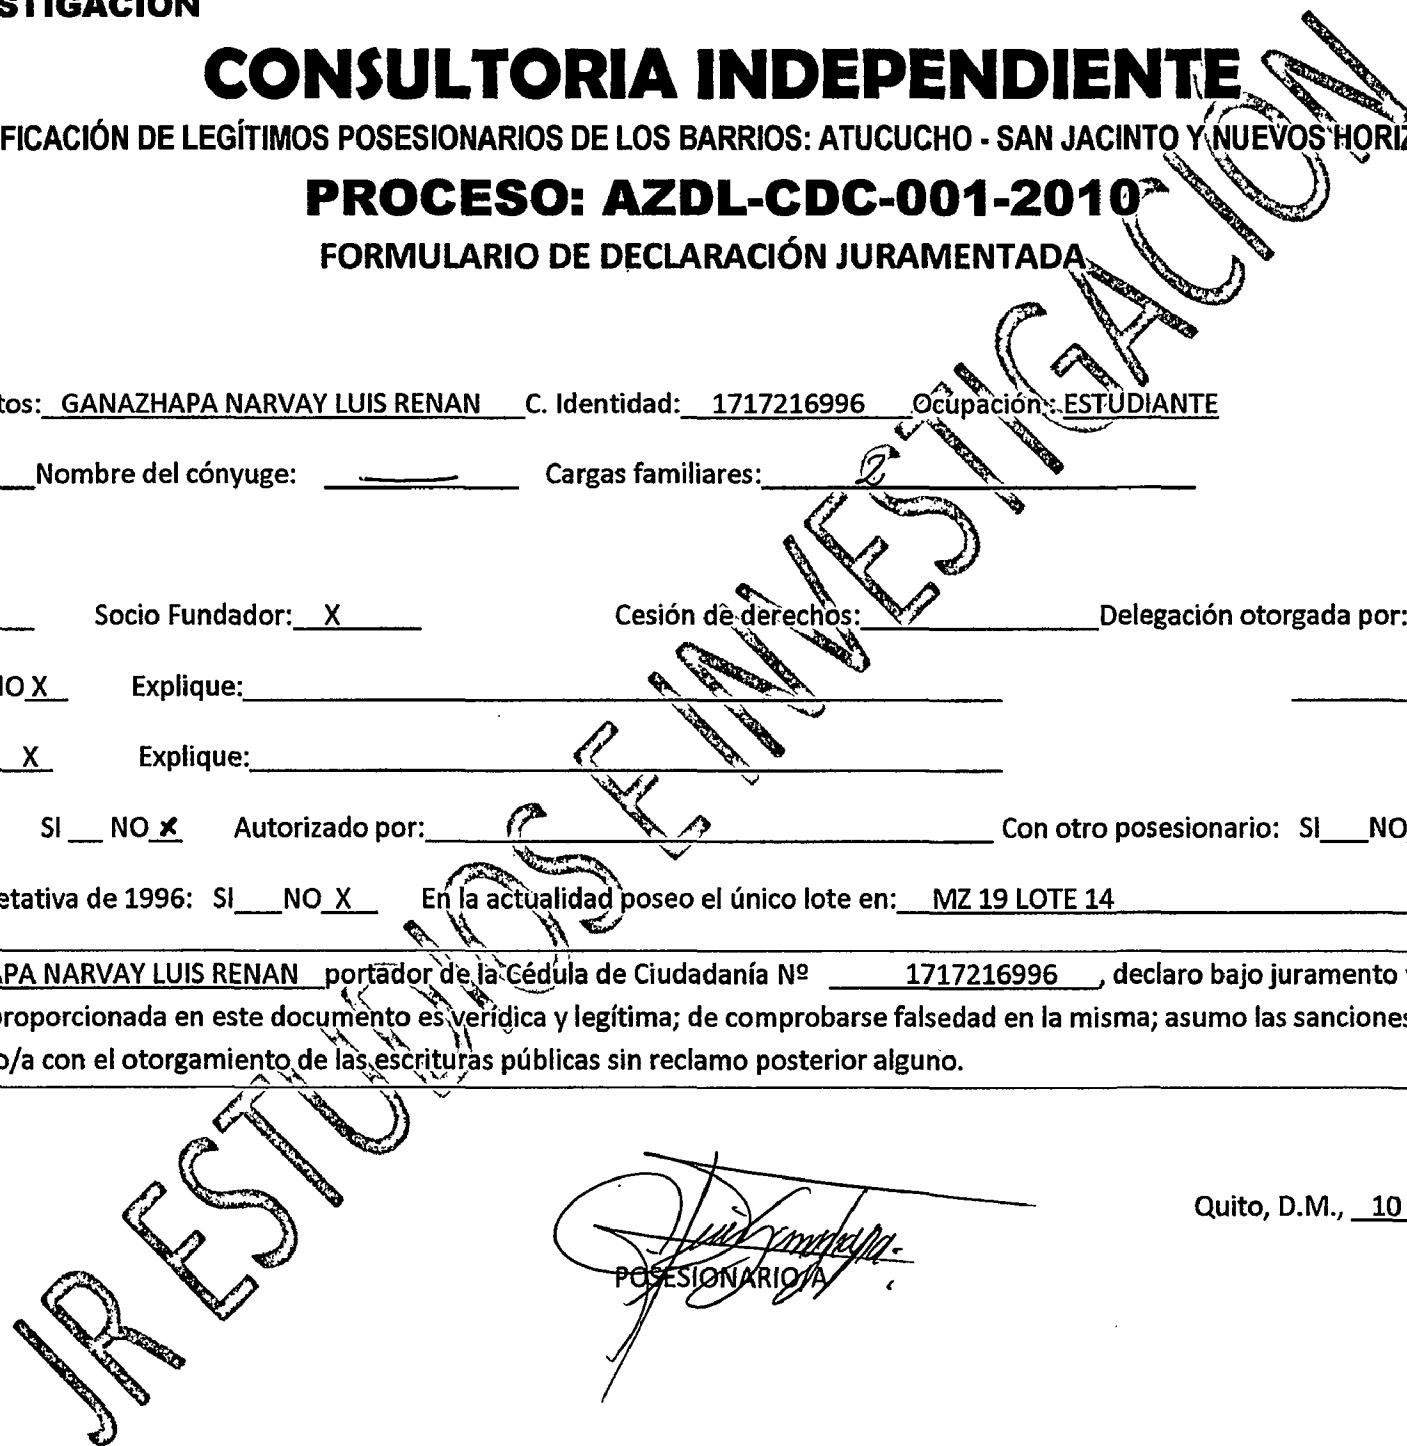 STIGACIÓN
CONSULTORIA INDEPENDIENTE
FICACIÓN DE LEGÍTIMOS POSESIONARIOS DE LOS BARRIOS: ATUCUCHO - SAN JACINTO Y NUEVOS HORIZ
PROCESO: AZDL-CDC-001-2010
FORMULARIO DE DECLARACIÓN JURAMENTADA
tos: GANAZHAPA NARVAY LUIS RENAN C. Identidad: 1717216996 Ocupación: ESTUDIANTE
Nombre del cónyuge: Cargas familiares: 2
Socio Fundador: X Cesión de derechos: Delegación otorgada por:
IO X Explique:
X Explique:
SI NO X Autorizado por: Con otro posesionario: SI NO
etativa de 1996: SI NO X En la actualidad poseo el único lote en: MZ 19 LOTE 14
APA NARVAY LUIS RENAN portador de la Cédula de Ciudadanía Nº 1717216996 , declaro bajo juramento
proporcionada en este documento es verídica y legítima; de comprobarse falsedad en la misma; asumo las sanciones
o/a con el otorgamiento de las escrituras públicas sin reclamo posterior alguno.
Quito, D.M., 10
POSESIONARIO/A
JR ESTUDIOS E INVESTIGACION